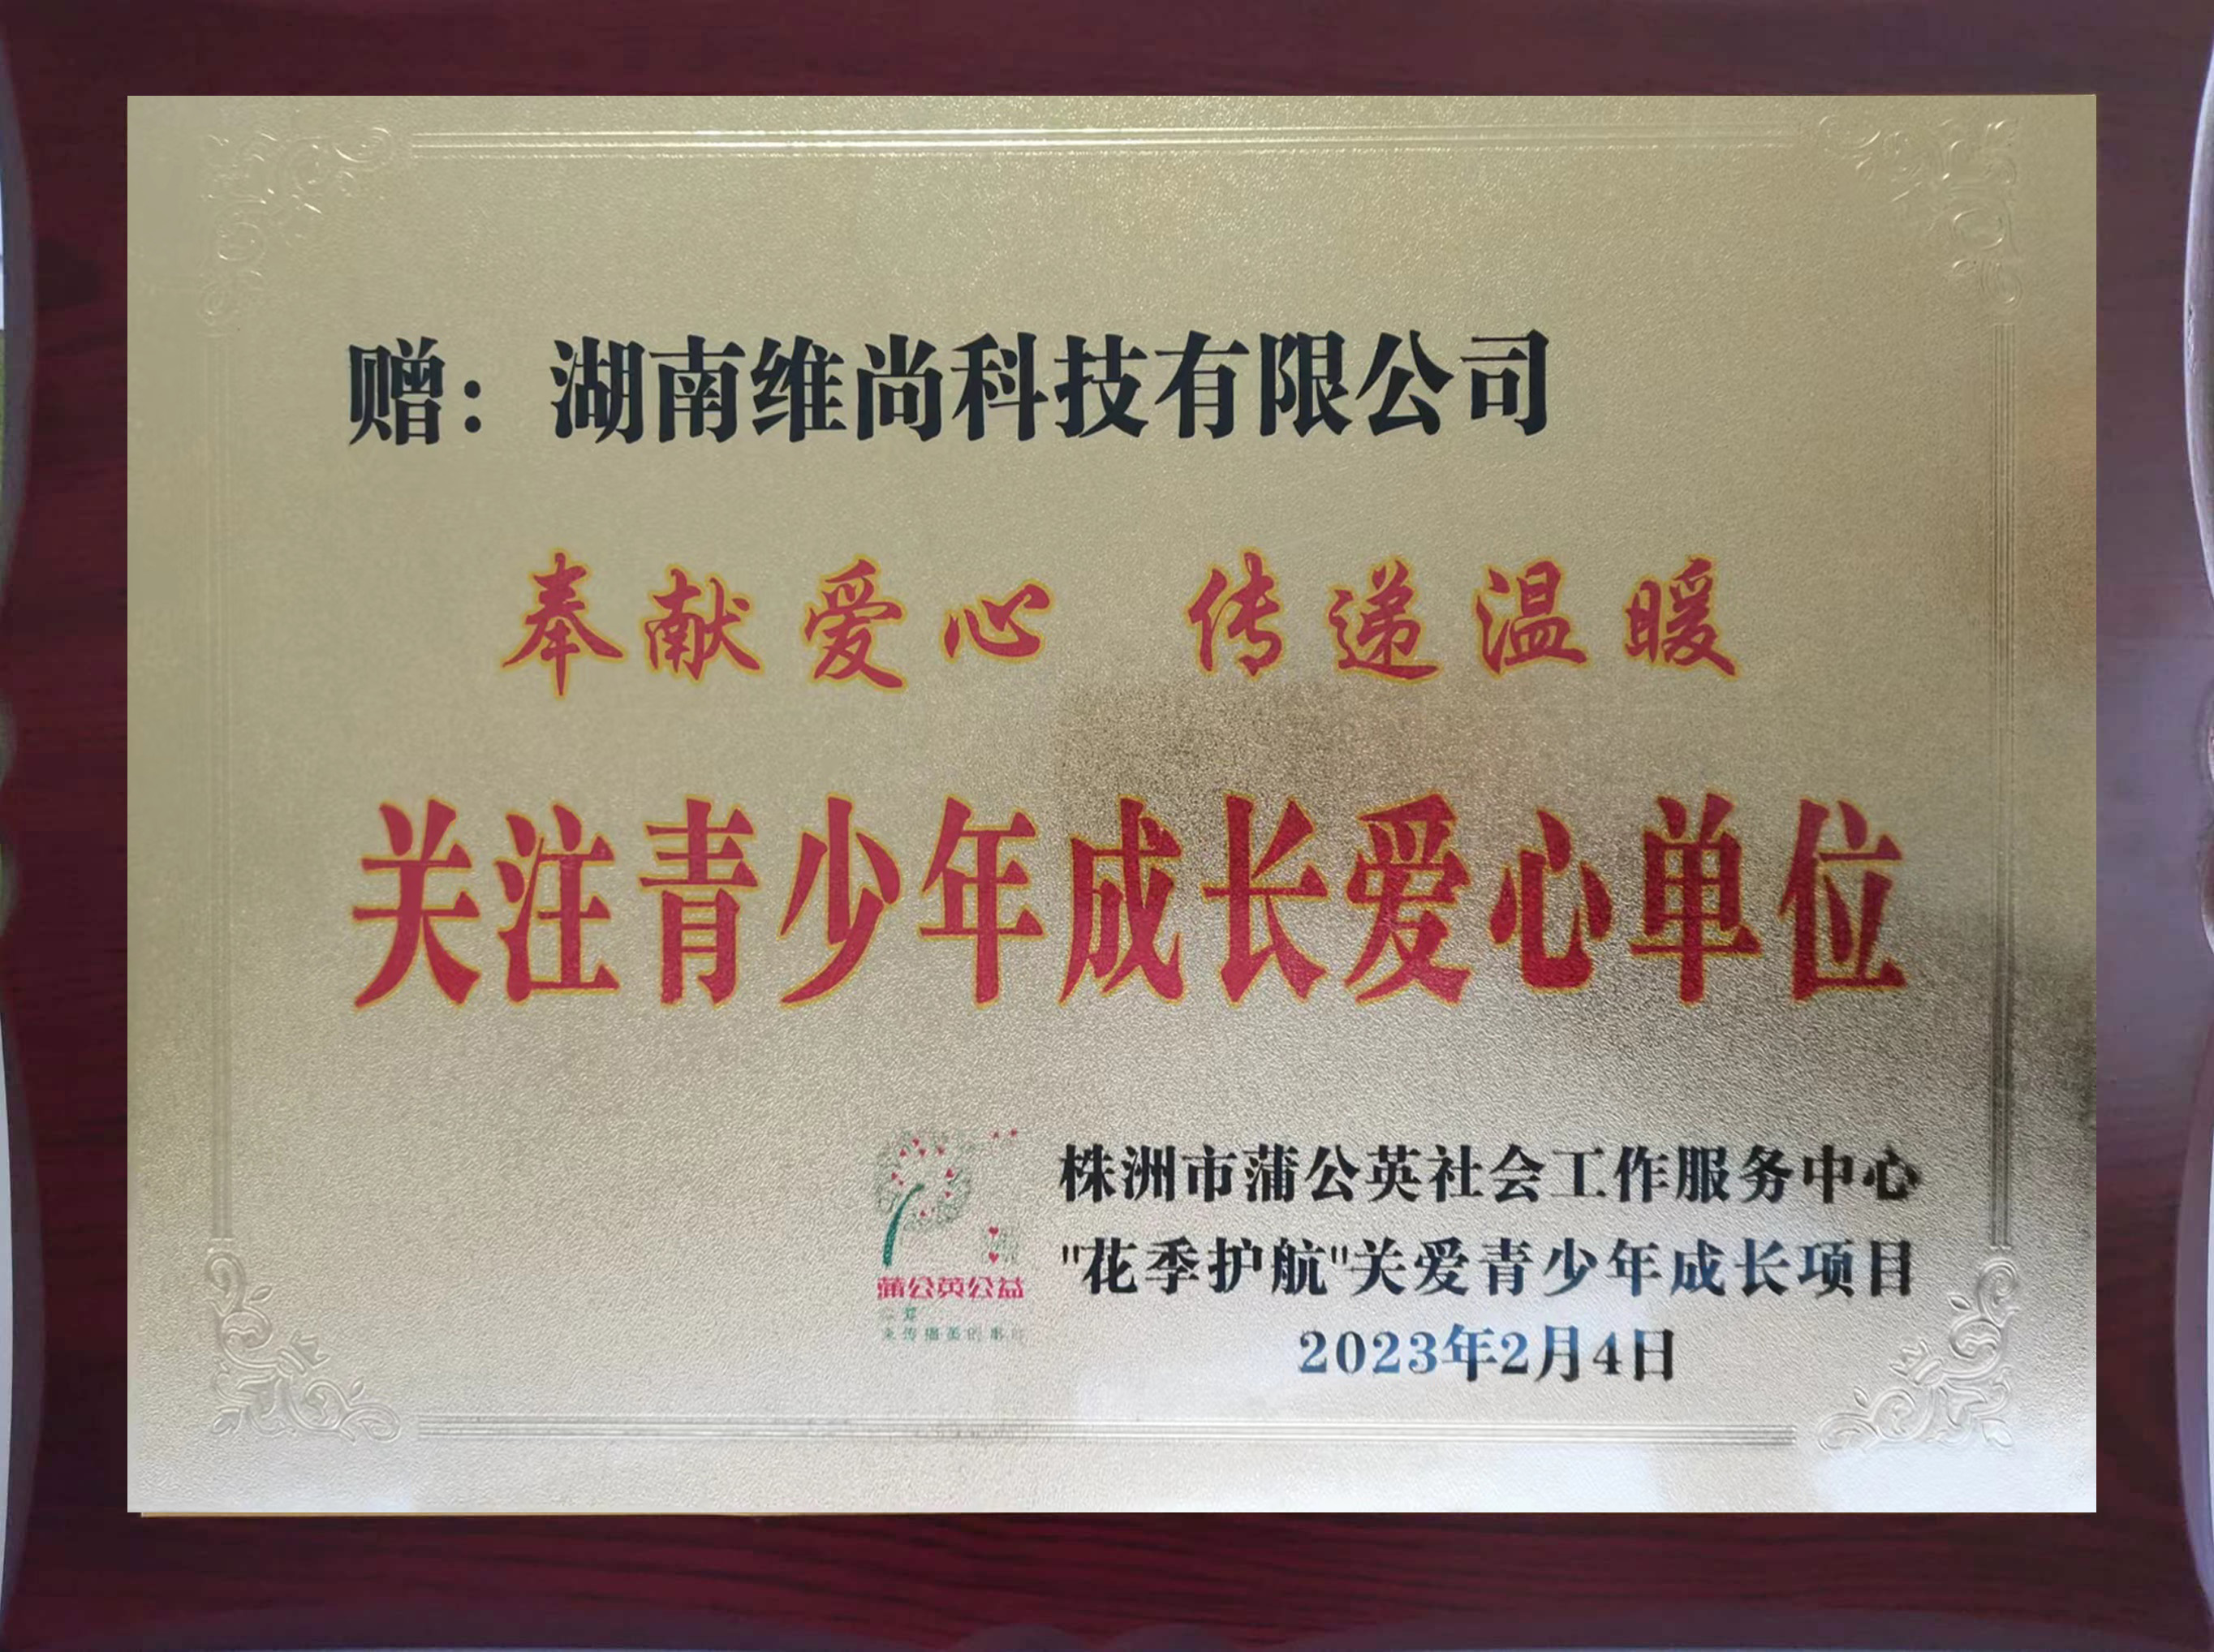 赠：湖南维尚科技有限公司
奉献爱心 传递温暖
关注青少年成长爱心单位
蒲公英公益
株洲市蒲公英社会工作服务中心
"花季护航"关爱青少年成长项目
2023年2月4日